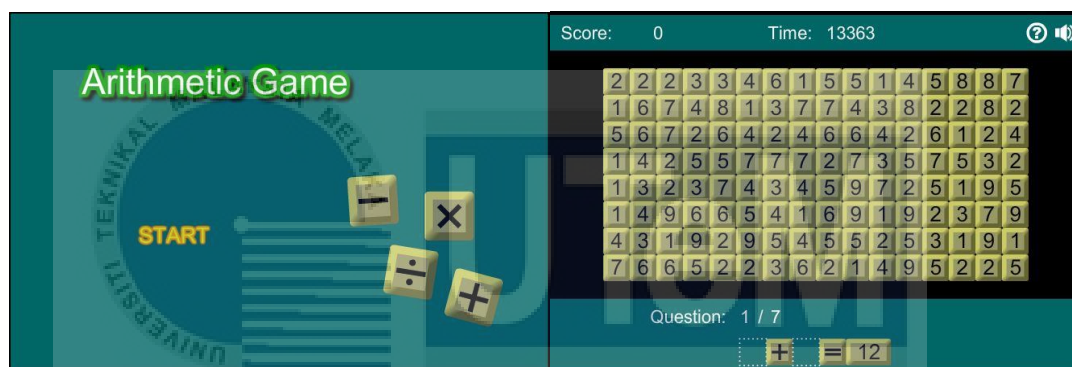 Arithmetic Game
START
− × ÷ +
UNIVERSITI TEKNIKAL
UTeM
Score: 0 Time: 13363 ?
2 2 2 3 3 4 6 1 5 5 1 4 5 8 8 7
1 6 7 4 8 1 3 7 7 4 3 8 2 2 8 2
5 6 7 2 6 4 2 4 6 6 4 2 6 1 2 4
1 4 2 5 5 7 7 7 2 7 3 5 7 5 3 2
1 3 2 3 7 4 3 4 5 9 7 2 5 1 9 5
1 4 9 6 6 5 4 1 6 9 1 9 2 3 7 9
4 3 1 9 2 9 5 4 5 5 2 5 3 1 9 1
7 6 6 5 2 2 3 6 2 1 4 9 5 2 2 5
Question: 1 / 7
+ = 12